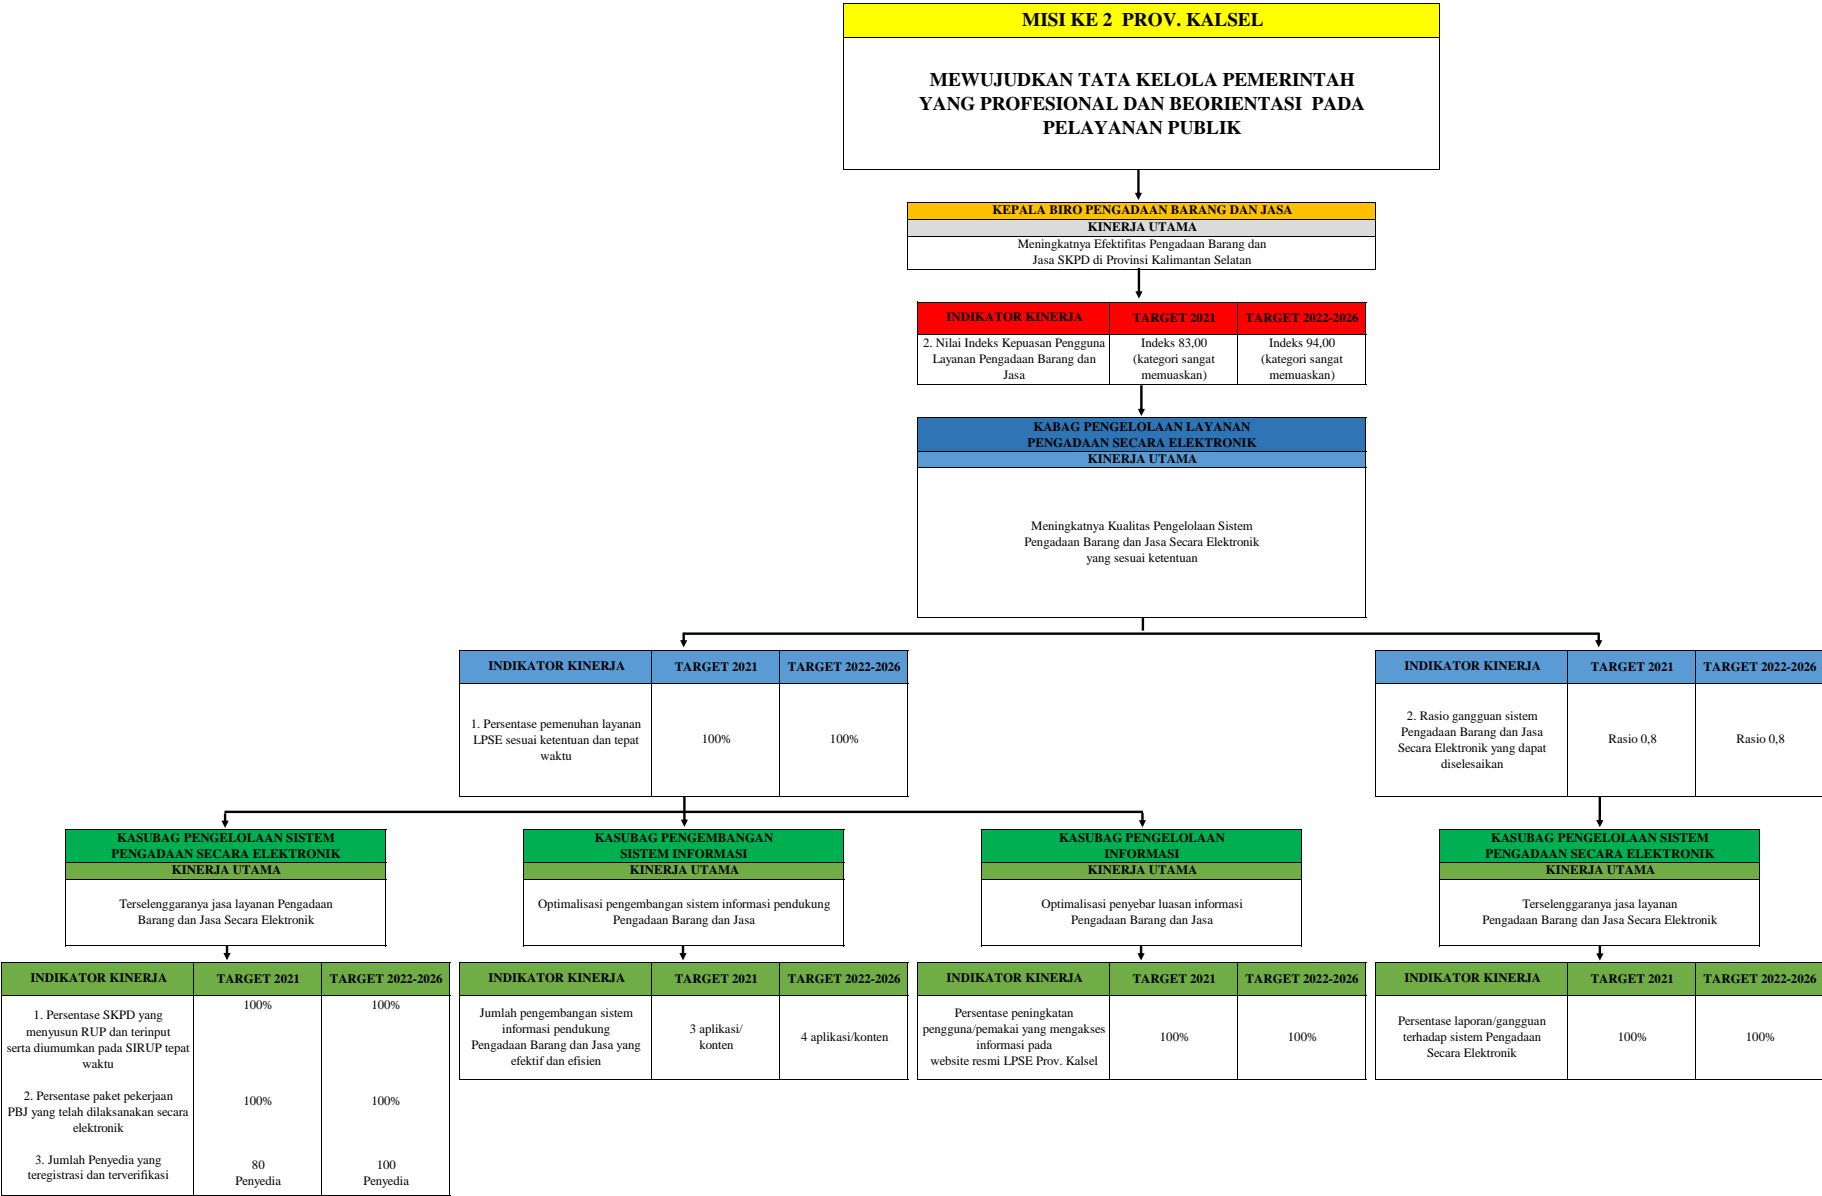 MISI KE 2 PROV. KALSEL
MEWUJUDKAN TATA KELOLA PEMERINTAH
YANG PROFESIONAL DAN BEORIENTASI PADA
PELAYANAN PUBLIK
KEPALA BIRO PENGADAAN BARANG DAN JASA
KINERJA UTAMA
Meningkatnya Efektifitas Pengadaan Barang dan
Jasa SKPD di Provinsi Kalimantan Selatan
INDIKATOR KINERJA
TARGET 2021
TARGET 2022-2026
2. Nilai Indeks Kepuasan Pengguna
Layanan Pengadaan Barang dan
Jasa
Indeks 83,00
(kategori sangat
memuaskan)
Indeks 94,00
(kategori sangat
memuaskan)
KABAG PENGELOLAAN LAYANAN
PENGADAAN SECARA ELEKTRONIK
KINERJA UTAMA
Meningkatnya Kualitas Pengelolaan Sistem
Pengadaan Barang dan Jasa Secara Elektronik
yang sesuai ketentuan
INDIKATOR KINERJA
TARGET 2021
TARGET 2022-2026
1. Persentase pemenuhan layanan
LPSE sesuai ketentuan dan tepat
waktu
100%
100%
INDIKATOR KINERJA
TARGET 2021
TARGET 2022-2026
2. Rasio gangguan sistem
Pengadaan Barang dan Jasa
Secara Elektronik yang dapat
diselesaikan
Rasio 0,8
Rasio 0,8
KASUBAG PENGELOLAAN SISTEM
PENGADAAN SECARA ELEKTRONIK
KINERJA UTAMA
Terselenggaranya jasa layanan Pengadaan
Barang dan Jasa Secara Elektronik
INDIKATOR KINERJA
TARGET 2021
TARGET 2022-2026
1. Persentase SKPD yang
menyusun RUP dan terinput
serta diumumkan pada SIRUP tepat
waktu
100%
100%
2. Persentase paket pekerjaan
PBJ yang telah dilaksanakan secara
elektronik
100%
100%
3. Jumlah Penyedia yang
teregistrasi dan terverifikasi
80
Penyedia
100
Penyedia
KASUBAG PENGEMBANGAN
SISTEM INFORMASI
KINERJA UTAMA
Optimalisasi pengembangan sistem informasi pendukung
Pengadaan Barang dan Jasa
INDIKATOR KINERJA
TARGET 2021
TARGET 2022-2026
Jumlah pengembangan sistem
informasi pendukung
Pengadaan Barang dan Jasa yang
efektif dan efisien
3 aplikasi/
konten
4 aplikasi/konten
KASUBAG PENGELOLAAN
INFORMASI
KINERJA UTAMA
Optimalisasi penyebar luasan informasi
Pengadaan Barang dan Jasa
INDIKATOR KINERJA
TARGET 2021
TARGET 2022-2026
Persentase peningkatan
pengguna/pemakai yang mengakses
informasi pada
website resmi LPSE Prov. Kalsel
100%
100%
KASUBAG PENGELOLAAN SISTEM
PENGADAAN SECARA ELEKTRONIK
KINERJA UTAMA
Terselenggaranya jasa layanan
Pengadaan Barang dan Jasa Secara Elektronik
INDIKATOR KINERJA
TARGET 2021
TARGET 2022-2026
Persentase laporan/gangguan
terhadap sistem Pengadaan
Secara Elektronik
100%
100%